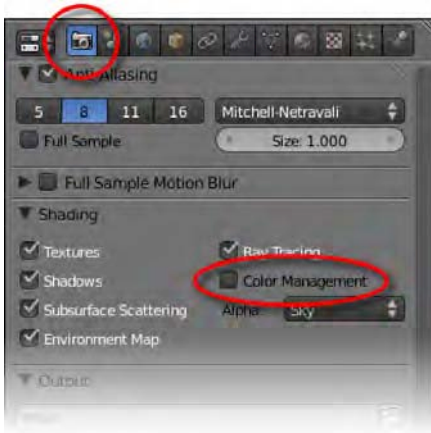 Anti-Aliasing
5 8 11 16 Mitchell-Netravali
Full Sample Size: 1.000
Full Sample Motion Blur
Shading
Textures Ray Tracing
Shadows Color Management
Subsurface Scattering Alpha: Sky
Environment Map
Output